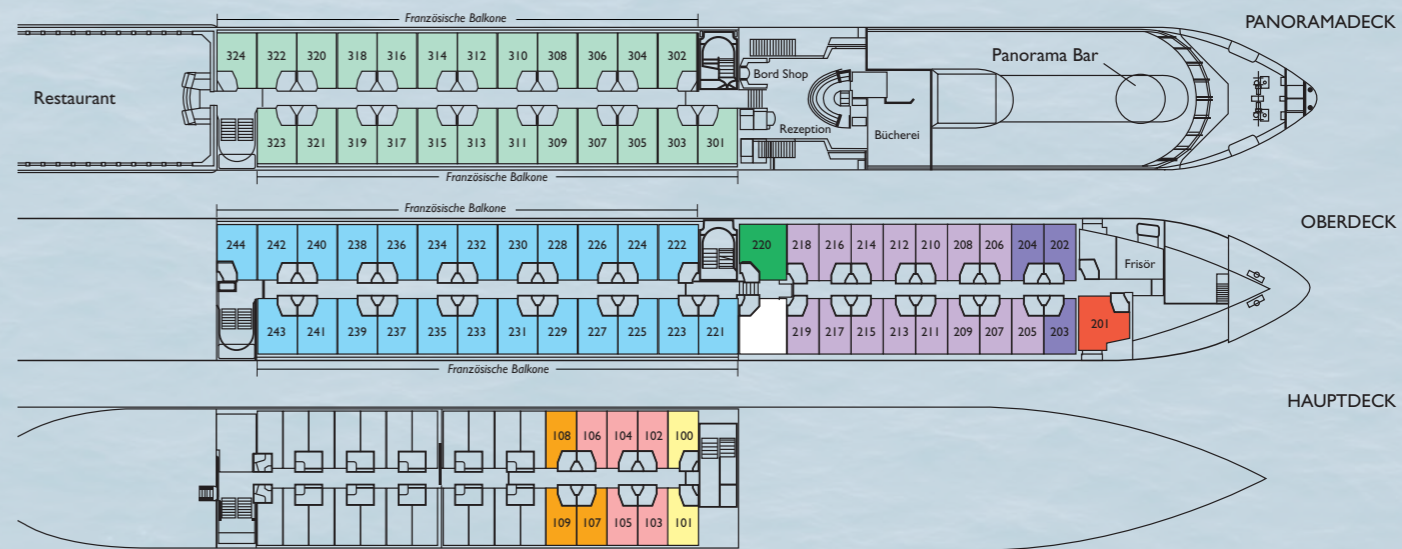 Französische Balkone
PANORAMADECK
324 322 320 318 316 314 312 310 308 306 304 302
Bord Shop
Panorama Bar
Restaurant
Rezeption
Bücherei
323 321 319 317 315 313 311 309 307 305 303 301
Französische Balkone
Französische Balkone
OBERDECK
244 242 240 238 236 234 232 230 228 226 224 222 220 218 216 214 212 210 208 206 204 202
Frisör
243 241 239 237 235 233 231 229 227 225 223 221 219 217 215 213 211 209 207 205 203 201
Französische Balkone
HAUPTDECK
108 106 104 102 100
109 107 105 103 101